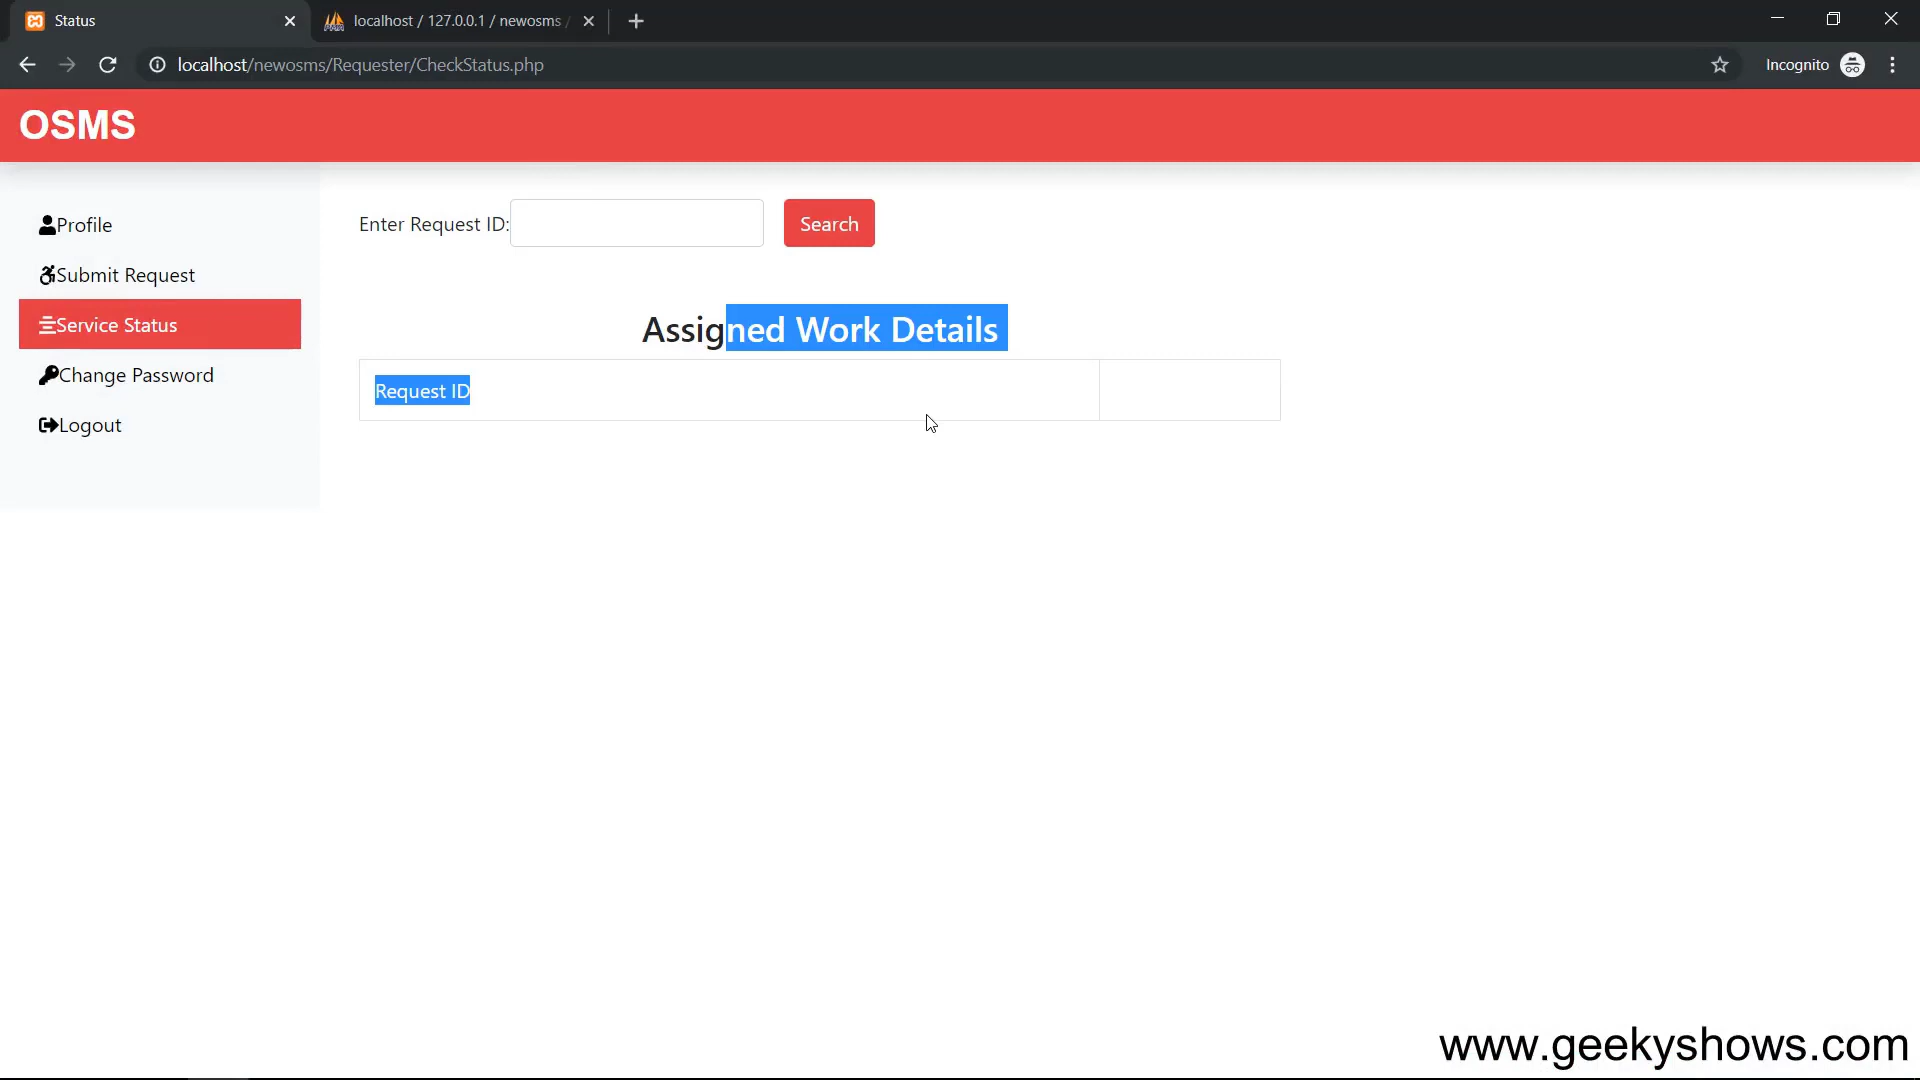 Status
localhost / 127.0.0.1 / newosms /
localhost/newosms/Requester/CheckStatus.php
Incognito
OSMS
Profile
Submit Request
Service Status
Change Password
Logout
Enter Request ID:
Search
Assigned Work Details
Request ID
www.geekyshows.com